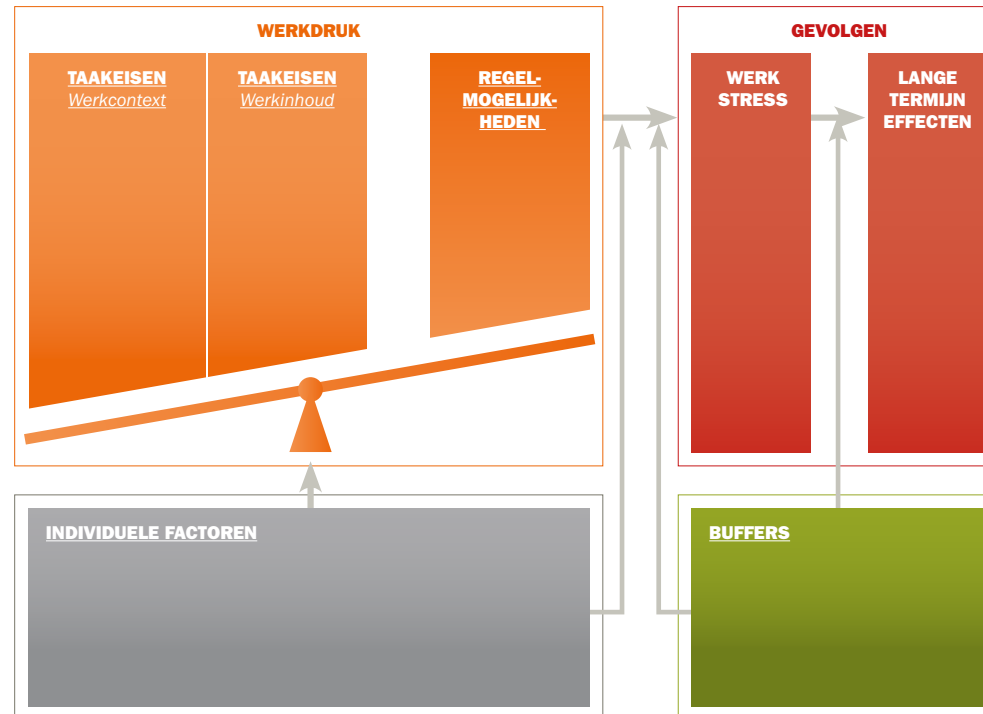 WERKDRUK
TAAKEISEN
Werkcontext
TAAKEISEN
Werkinhoud
REGEL-
MOGELIJK-
HEDEN
GEVOLGEN
WERK
STRESS
LANGE
TERMIJN
EFFECTEN
INDIVIDUELE FACTOREN
BUFFERS